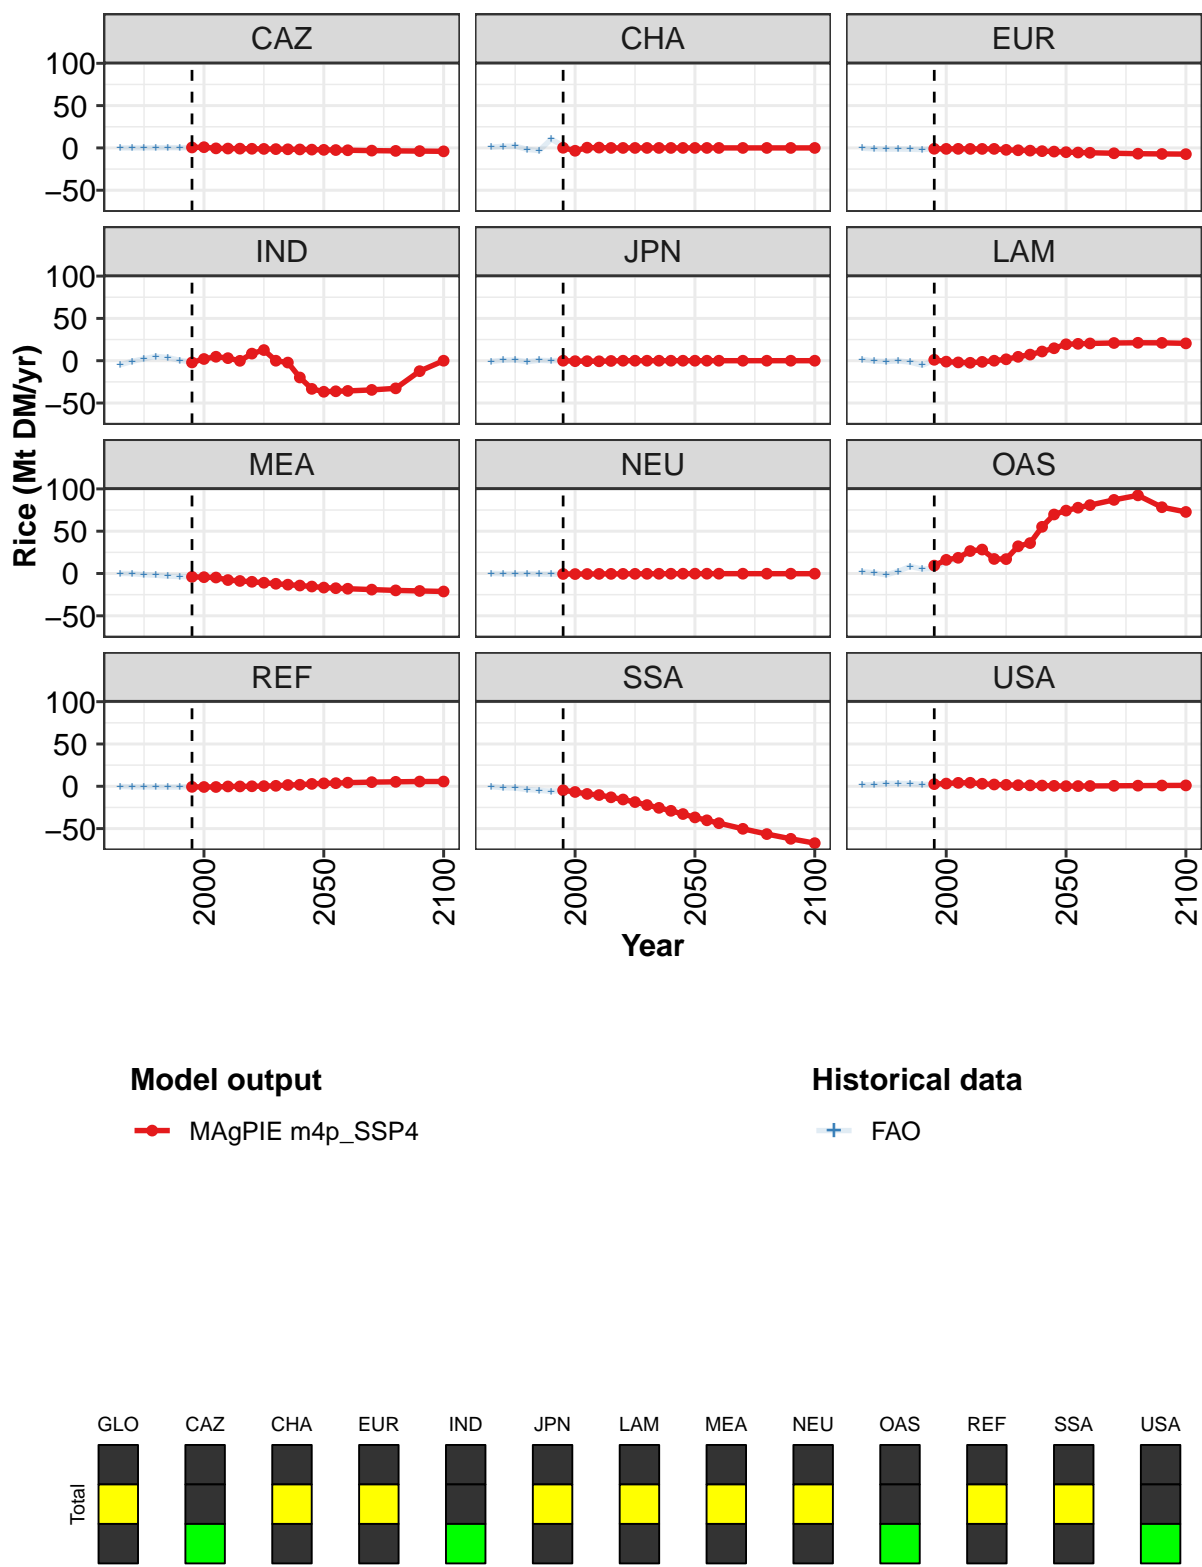 CAZ CHA EUR
100
50
0
−50
IND JPN LAM
100
50
0
−50
MEA NEU OAS
100
50
0
−50
REF SSA USA
100
50
0
−50
Rice (Mt DM/yr)
2000 2050 2100 2000 2050 2100 2000 2050 2100
Year
Model output Historical data
MAgPIE m4p_SSP4 FAO
GLO CAZ CHA EUR IND JPN LAM MEA NEU OAS REF SSA USA
Total